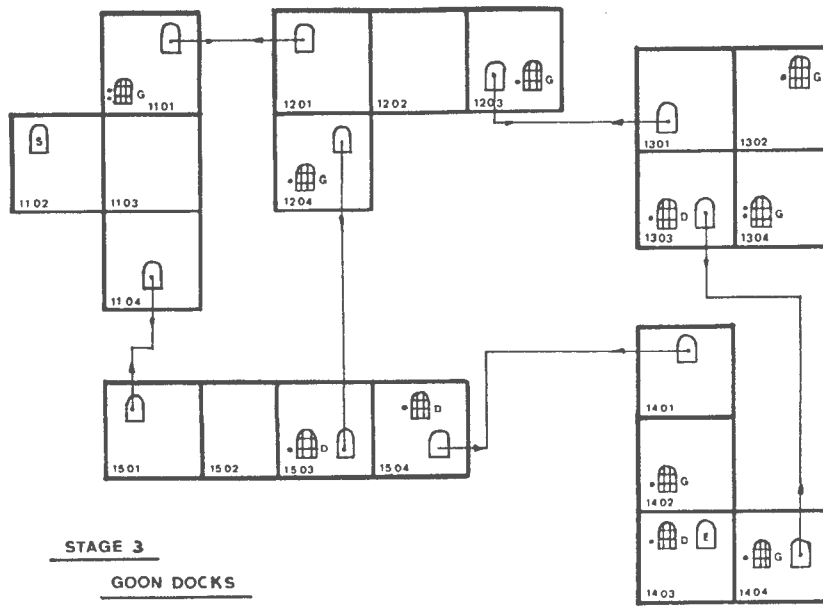 G
1101
1201
1202
G
1203
S
1102
1103
G
1204
1301
G
1302
D
1303
G
1304
1104
1401
D
1501
1502
D
1503
1504
G
1402
D
E
1403
G
1404
STAGE 3
GOON DOCKS